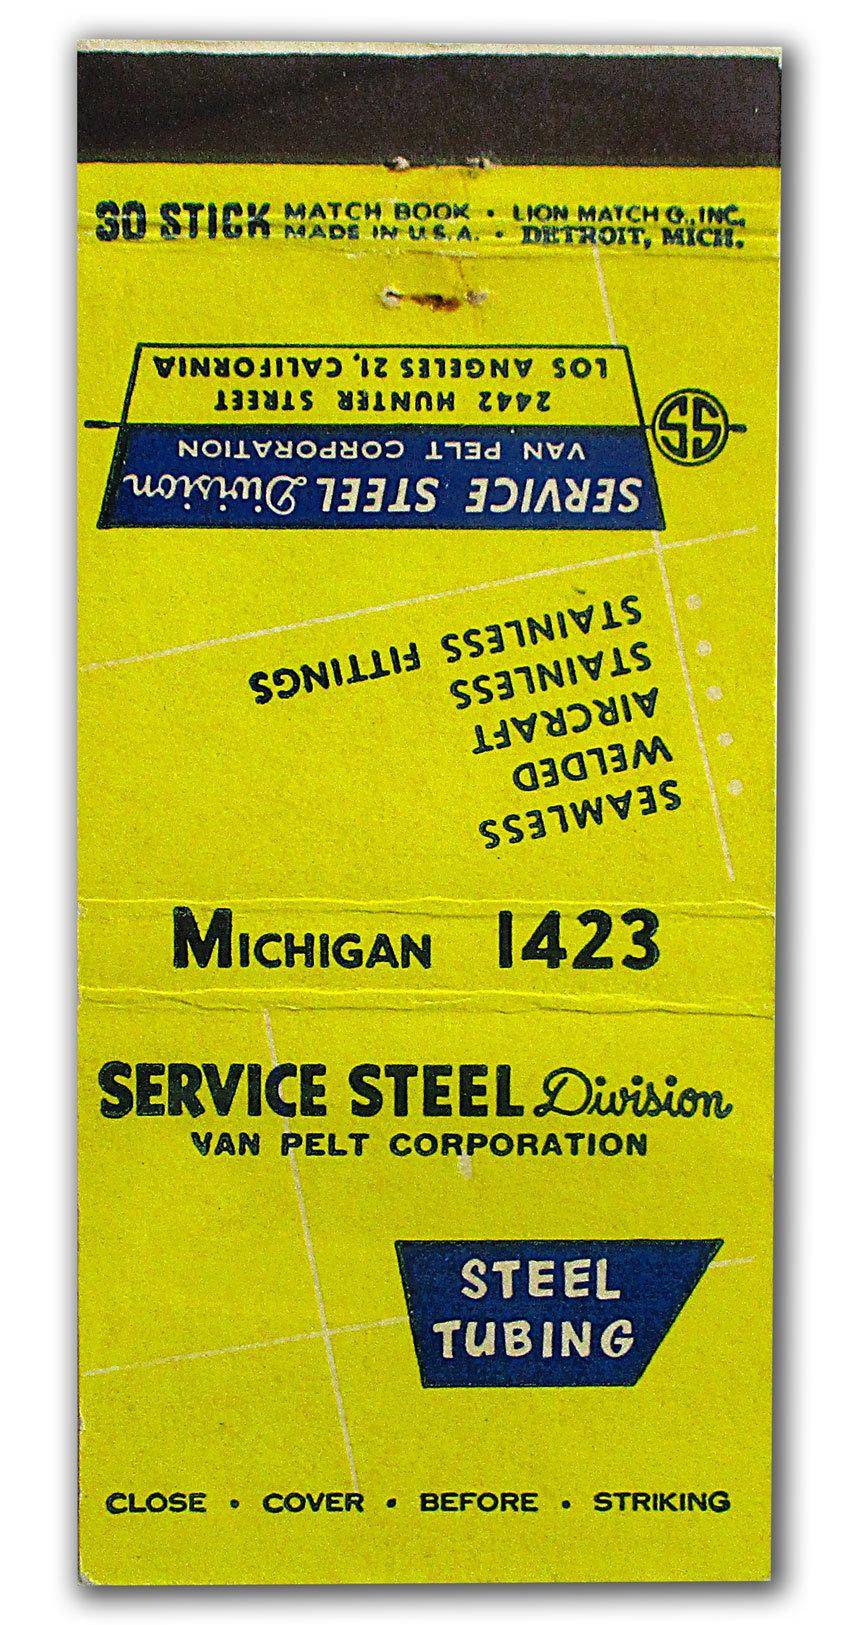 30 STICK MATCH BOOK • LION MATCH CO., INC.
MADE IN U.S.A. • DETROIT, MICH.
SEAMLESS
WELDED
AIRCRAFT
STAINLESS
STAINLESS FITTINGS
SS
SERVICE STEEL Division
VAN PELT CORPORATION
2442 HUNTER STREET
LOS ANGELES 21, CALIFORNIA
MICHIGAN 1423
SERVICE STEEL Division
VAN PELT CORPORATION
STEEL
TUBING
CLOSE • COVER • BEFORE • STRIKING